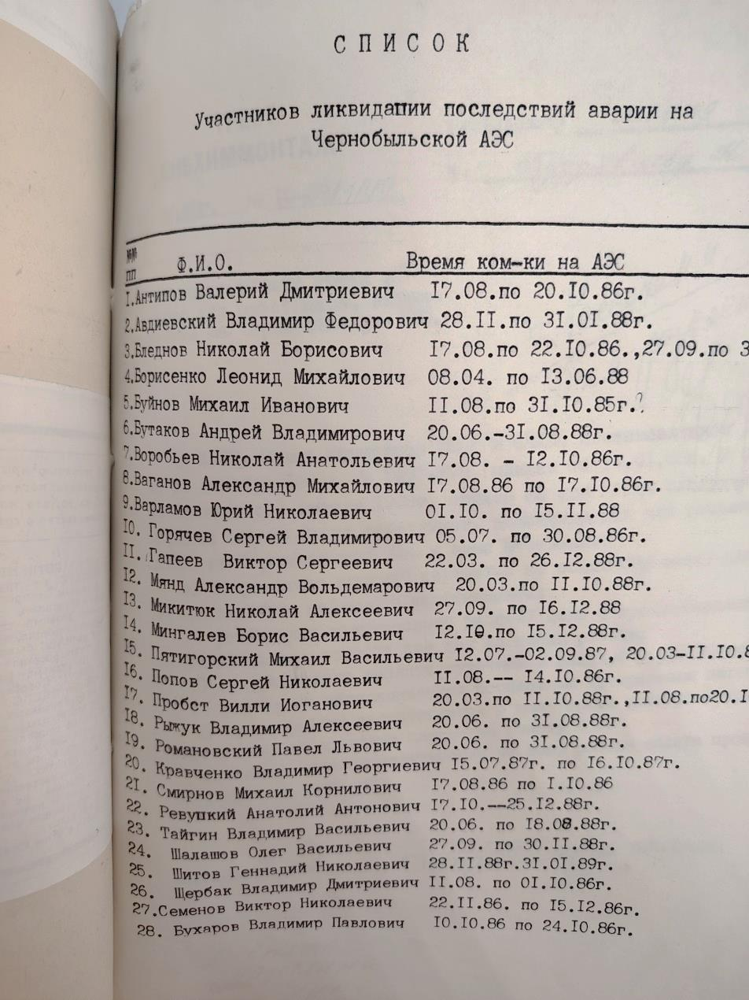 СПИСОК
Участников ликвидации последствий аварии на
Чернобыльской АЭС
№№ Ф.И.О. Время ком-ки на АЭС
пп
1.Антипов Валерий Дмитриевич I7.08.по 20.I0.86г.
2.Авдиевский Владимир Федорович 28.II.по 3I.0I.88г.
3.Бледнов Николай Борисович I7.08.по 22.I0.86.,27.09.по 3
4.Борисенко Леонид Михайлович 08.04. по I3.06.88
5.Буйнов Михаил Иванович II.08.по 3I.I0.85г.?
6.Бутаков Андрей Владимирович 20.06.-3I.08.88г.
7.Воробьев Николай Анатольевич I7.08. - I2.I0.86г.
8.Ваганов Александр Михайлович I7.08.86 по I7.I0.86г.
9.Варламов Юрий Николаевич 0I.I0. по I5.II.88
I0. Горячев Сергей Владимирович 05.07. по 30.08.86г.
II. Гапеев Виктор Сергеевич 22.03. по 26.I2.88г.
I2. Мянд Александр Вольдемарович 20.03.по II.I0.88г.
I3. Микитюк Николай Алексеевич 27.09. по I6.I2.88
I4. Мингалев Борис Васильевич I2.I0.по I5.I2.88г.
I5. Пятигорский Михаил Васильевич I2.07.-02.09.87, 20.03-II.I0.8
I6. Попов Сергей Николаевич II.08.-- I4.I0.86г.
I7. Пробст Вилли Иоганович 20.03.по II.I0.88г.,II.08.по20.I
I8. Рыжук Владимир Алексеевич 20.06. по 3I.08.88г.
I9. Романовский Павел Львович 20.06. по 3I.08.88г.
20. Кравченко Владимир Георгиевич I5.07.87г. по I6.I0.87г.
2I. Смирнов Михаил Корнилович I7.08.86 по I.I0.86
22. Ревуцкий Анатолий Антонович I7.I0.--25.I2.88г.
23. Тайгин Владимир Васильевич 20.06. по I8.08.88г.
24. Шалашов Олег Васильевич 27.09. по 30.II.88г.
25. Шитов Геннадий Николаевич 28.II.88г.3I.0I.89г.
26. Щербак Владимир Дмитриевич II.08. по 0I.I0.86г.
27.Семенов Виктор Николаевич 22.II.86. по I5.I2.86г.
28. Бухаров Владимир Павлович I0.I0.86 по 24.I0.86г.